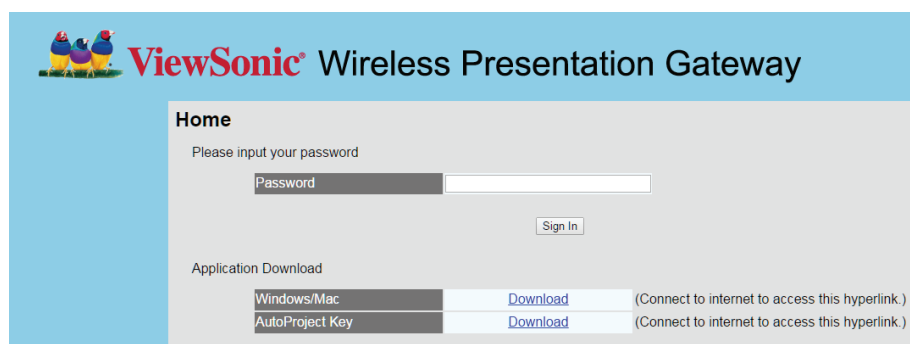 ViewSonic® Wireless Presentation Gateway
Home
Please input your password
Password
Sign In
Application Download
Windows/Mac Download (Connect to internet to access this hyperlink.)
AutoProject Key Download (Connect to internet to access this hyperlink.)